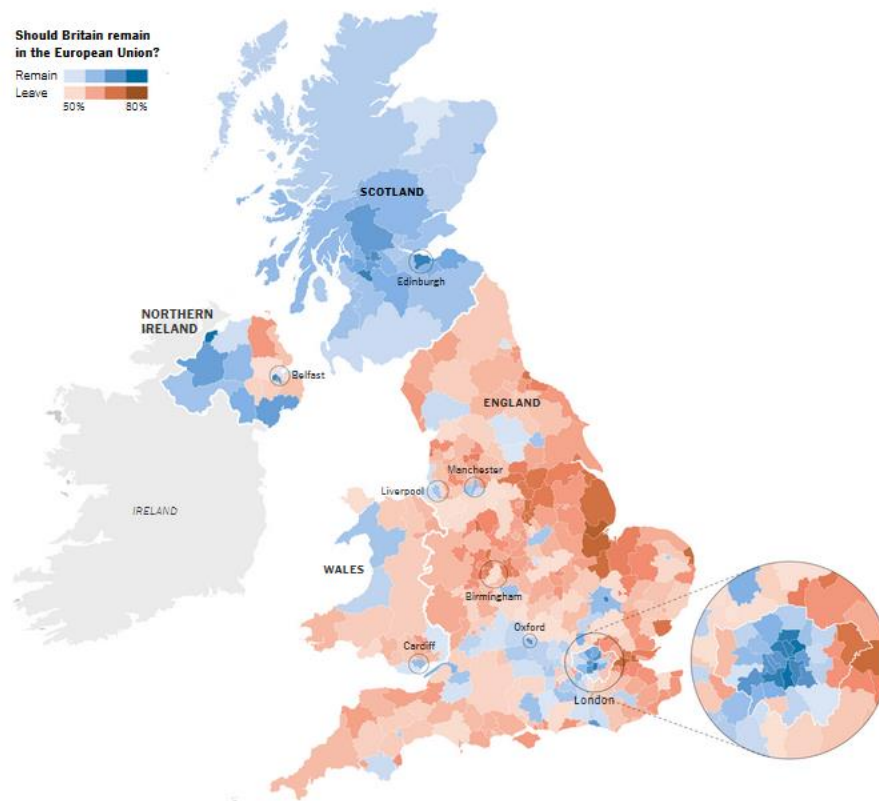 Should Britain remain
in the European Union?
Remain
Leave
50%
80%
SCOTLAND
Edinburgh
NORTHERN
IRELAND
Belfast
ENGLAND
Manchester
Liverpool
IRELAND
WALES
Birmingham
Oxford
Cardiff
London